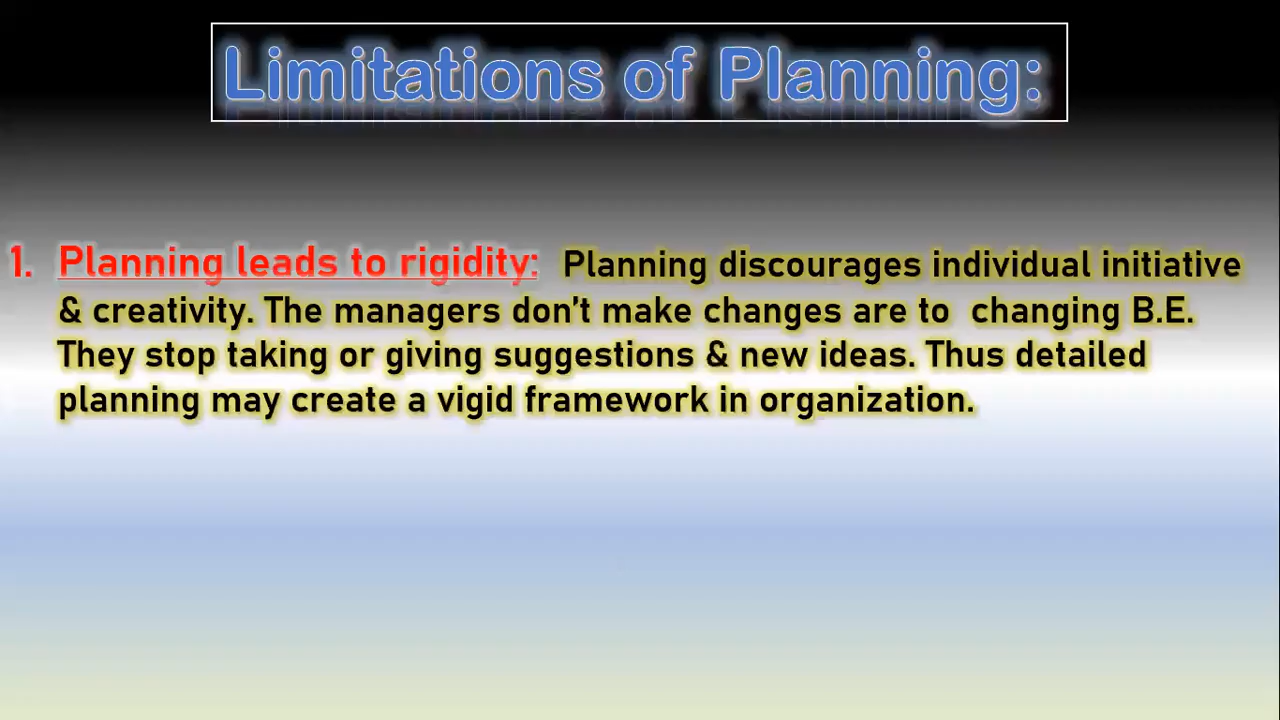 Limitations of Planning:
1. Planning leads to rigidity: Planning discourages individual initiative
& creativity. The managers don't make changes are to changing B.E.
They stop taking or giving suggestions & new ideas. Thus detailed
planning may create a vigid framework in organization.